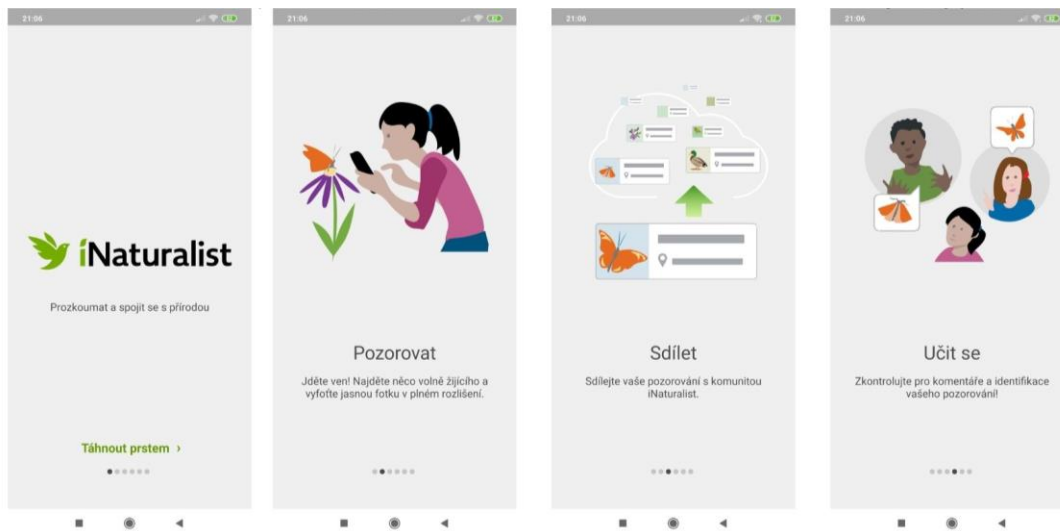 21:06
iNaturalist
Prozkoumat a spojit se s přírodou
Táhnout prstem ›
21:06
Pozorovat
Jděte ven! Najděte něco volně žijícího a
vyfoťte jasnou fotku v plném rozlišení.
21:06
Sdílet
Sdílejte vaše pozorování s komunitou
iNaturalist.
21:06
Učit se
Zkontrolujte pro komentáře a identifikace
vašeho pozorování!